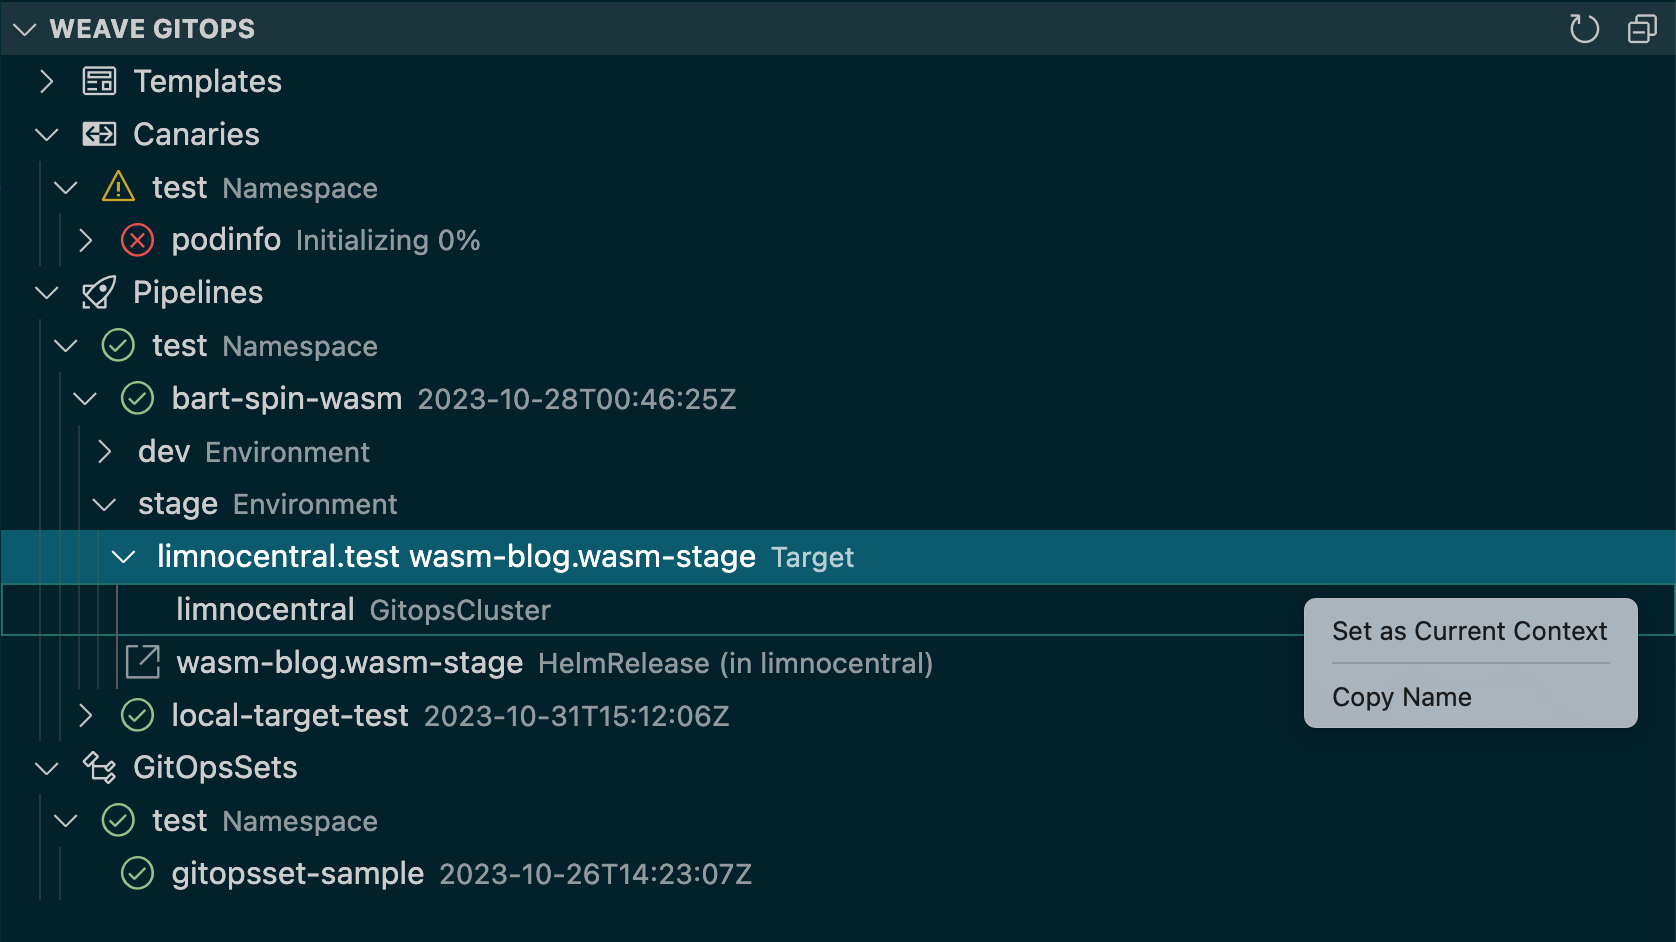 WEAVE GITOPS
Templates
Canaries
test Namespace
podinfo Initializing 0%
Pipelines
test Namespace
bart-spin-wasm 2023-10-28T00:46:25Z
dev Environment
stage Environment
limnocentral.test wasm-blog.wasm-stage Target
limnocentral GitopsCluster
Set as Current Context
wasm-blog.wasm-stage HelmRelease (in limnocentral)
Copy Name
local-target-test 2023-10-31T15:12:06Z
GitOpsSets
test Namespace
gitopsset-sample 2023-10-26T14:23:07Z